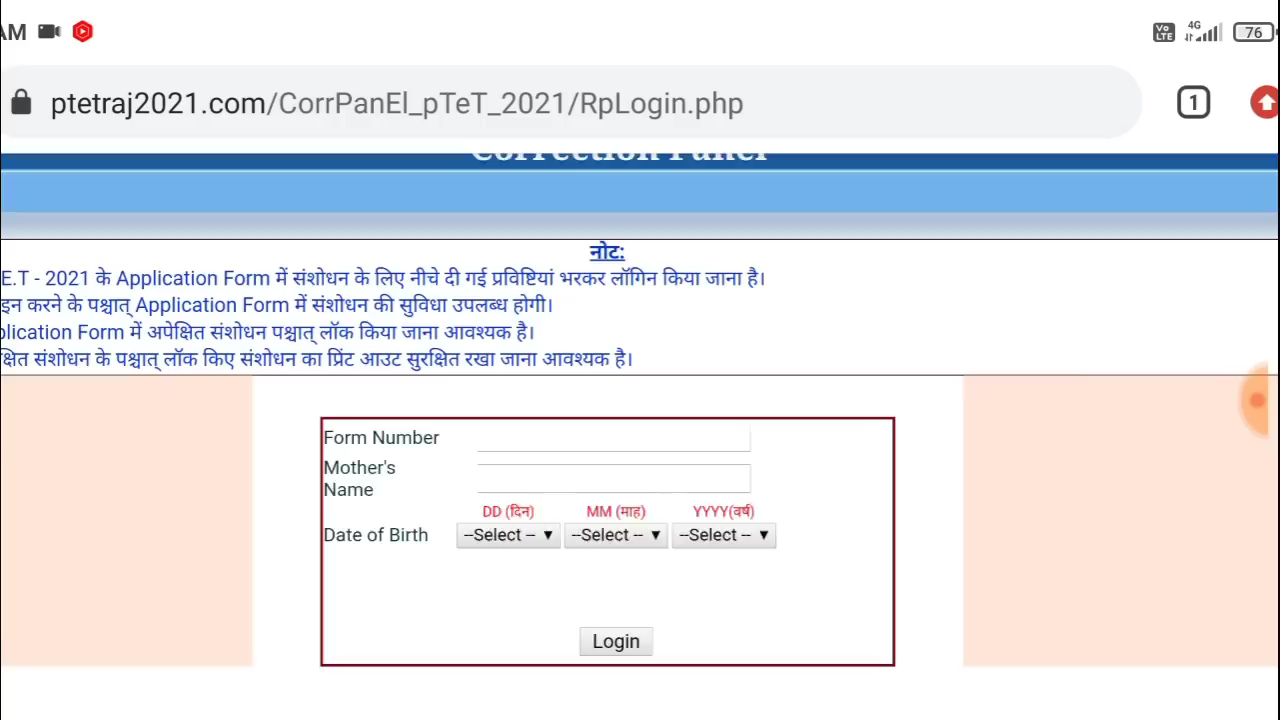 AM
Vo LTE 4G 76
ptetraj2021.com/CorrPanEl_pTeT_2021/RpLogin.php 1
Correction Panel
नोट:
E.T - 2021 के Application Form में संशोधन के लिए नीचे दी गई प्रविष्टियां भरकर लॉगिन किया जाना है।
इन करने के पश्चात् Application Form में संशोधन की सुविधा उपलब्ध होगी।
plication Form में अपेक्षित संशोधन पश्चात् लॉक किया जाना आवश्यक है।
क्षित संशोधन के पश्चात् लॉक किए संशोधन का प्रिंट आउट सुरक्षित रखा जाना आवश्यक है।
Form Number
Mother's
Name
DD (दिन) MM (माह) YYYY(वर्ष)
Date of Birth --Select -- --Select -- --Select --
Login